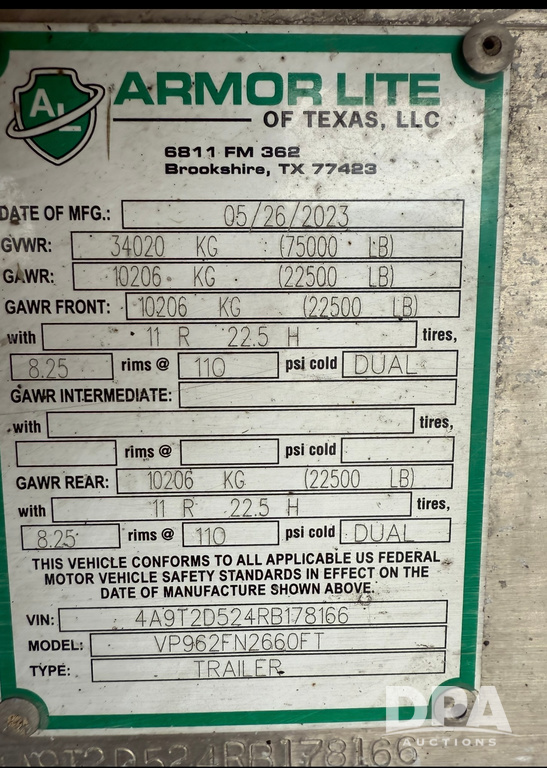 AL ARMOR LITE
OF TEXAS, LLC
6811 FM 362
Brookshire, TX 77423
DATE OF MFG.: 05/26/2023
GVWR: 34020 KG (75000 LB)
GAWR: 10206 KG (22500 LB)
GAWR FRONT: 10206 KG (22500 LB)
with 11 R 22.5 H tires,
8.25 rims @ 110 psi cold DUAL
GAWR INTERMEDIATE:
with tires,
rims @ psi cold
GAWR REAR: 10206 KG (22500 LB)
with 11 R 22.5 H tires,
8.25 rims @ 110 psi cold DUAL
THIS VEHICLE CONFORMS TO ALL APPLICABLE US FEDERAL
MOTOR VEHICLE SAFETY STANDARDS IN EFFECT ON THE
DATE OF MANUFACTURE SHOWN ABOVE.
VIN: 4A9T2D524RB178166
MODEL: VP962FN2660FT
TYPE: TRAILER
DPA
AUCTIONS
9T2D524RB178166